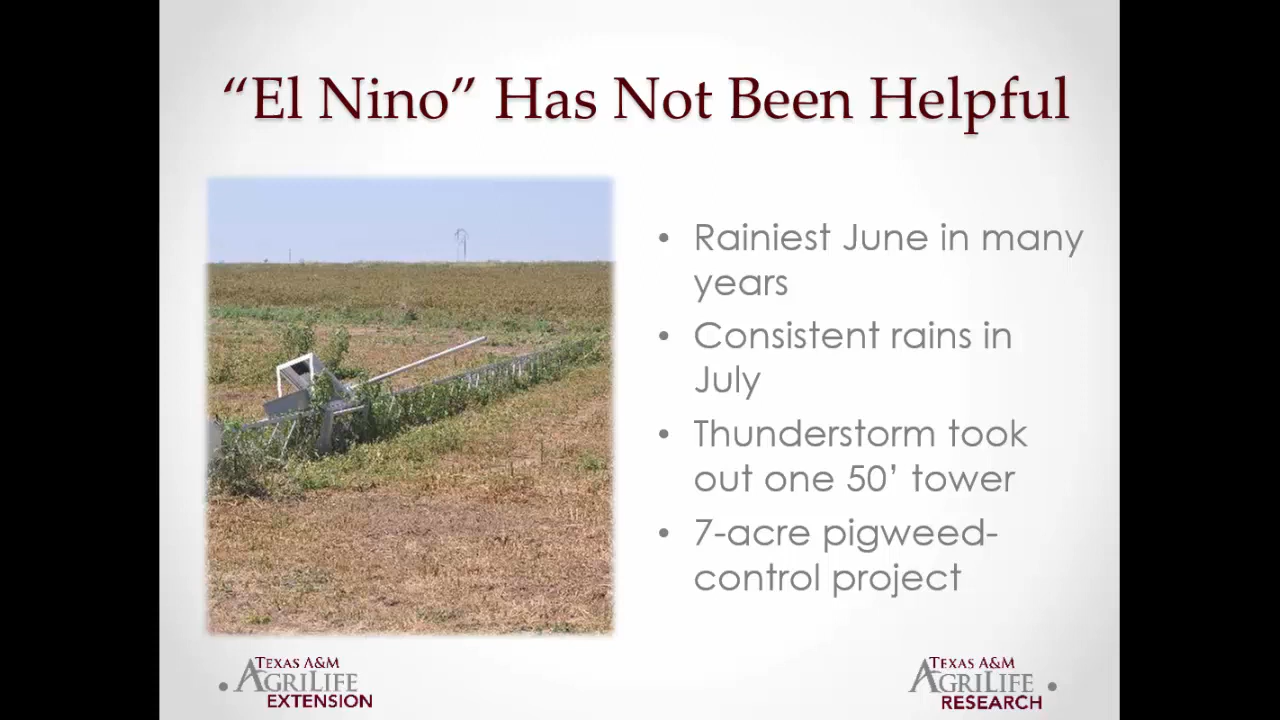 “El Nino” Has Not Been Helpful
• Rainiest June in many
years
• Consistent rains in
July
• Thunderstorm took
out one 50’ tower
• 7-acre pigweed-
control project
TEXAS A&M
AGRILIFE
EXTENSION
TEXAS A&M
AGRILIFE
RESEARCH